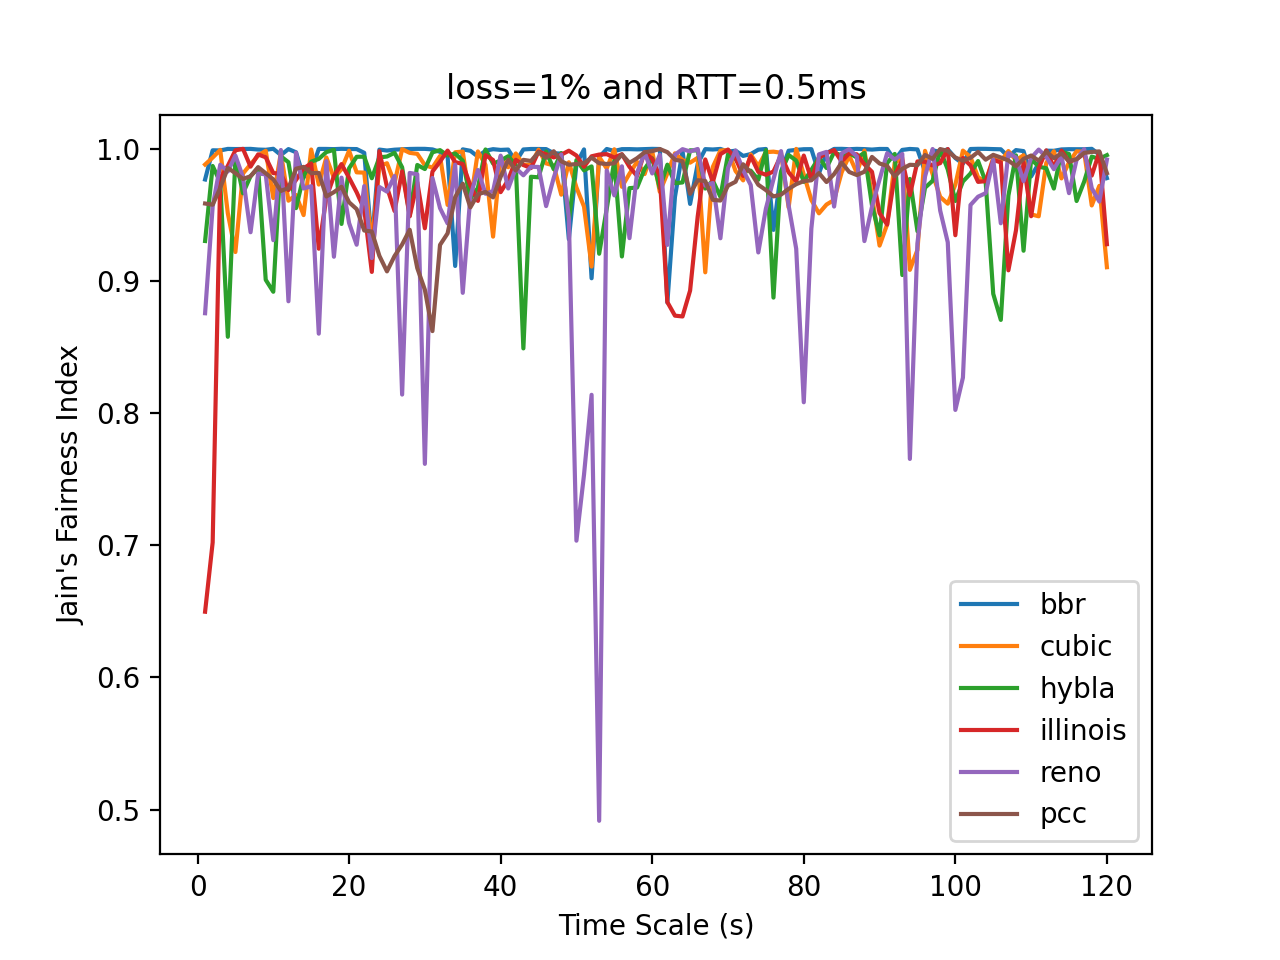 loss=1% and RTT=0.5ms
1.0
0.9
0.8
0.7
0.6
0.5
Jain's Fairness Index
0 20 40 60 80 100 120
Time Scale (s)
bbr
cubic
hybla
illinois
reno
pcc